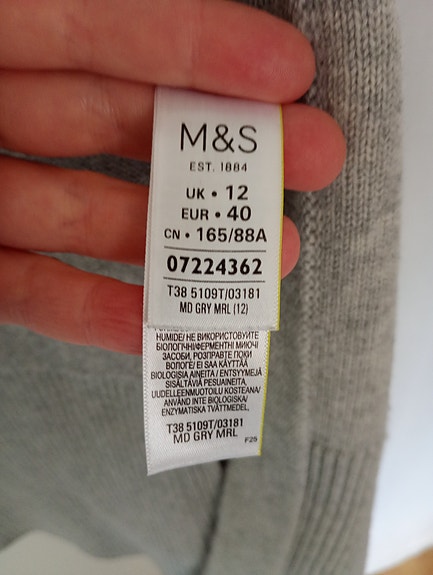 M&S
EST. 1884
UK • 12
EUR • 40
CN • 165/88A
07224362
T38 5109T/03181
MD GRY MRL (12)
HUMIDE/ НЕ ВИКОРИСТОВУЙТЕ
БІОЛОГІЧНІ/ФЕРМЕНТНІ МИЮЧІ
ЗАСОБИ, РОЗПРАВТЕ ПОКИ
ВОЛОГЕ/ EI SAA KÄYTTÄÄ
BIOLOGISIA AINEITA / ENTSYYMEJÄ
SISÄLTÄVIÄ PESUAINEITA,
UUDELLEENMUOTOILU KOSTEANA/
ANVÄND INTE BIOLOGISKA/
ENZYMATISKA TVÄTTMEDEL,
T38 5109T/03181
MD GRY MRL
F25